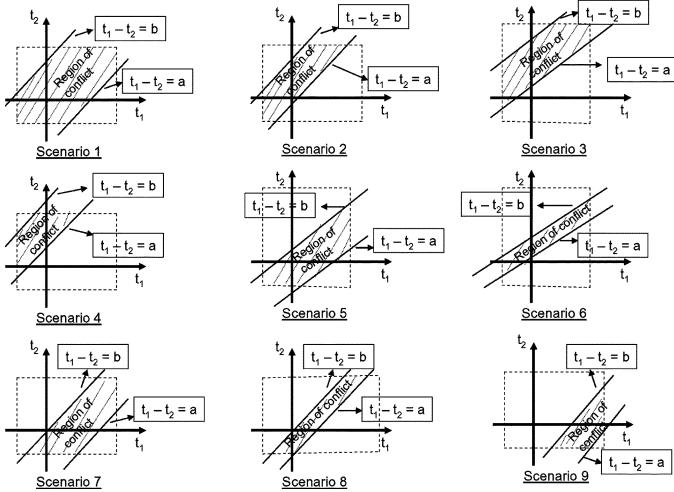 t₂
t₁ – t₂ = b
Region of
conflict
t₁ – t₂ = a
t₁
Scenario 1
t₂
t₁ – t₂ = b
Region of
conflict
t₁ – t₂ = a
t₁
Scenario 2
t₂
t₁ – t₂ = b
Region of
conflict
t₁ – t₂ = a
t₁
Scenario 3
t₂
t₁ – t₂ = b
Region of
conflict
t₁ – t₂ = a
t₁
Scenario 4
t₂
t₁ – t₂ = b
Region of
conflict
t₁ – t₂ = a
t₁
Scenario 5
t₂
t₁ – t₂ = b
Region of conflict
t₁ – t₂ = a
t₁
Scenario 6
t₂
t₁ – t₂ = b
Region of
conflict
t₁ – t₂ = a
t₁
Scenario 7
t₂
t₁ – t₂ = b
Region of conflict
t₁ – t₂ = a
t₁
Scenario 8
t₂
t₁ – t₂ = b
Region of
conflict
t₁
t₁ – t₂ = a
Scenario 9